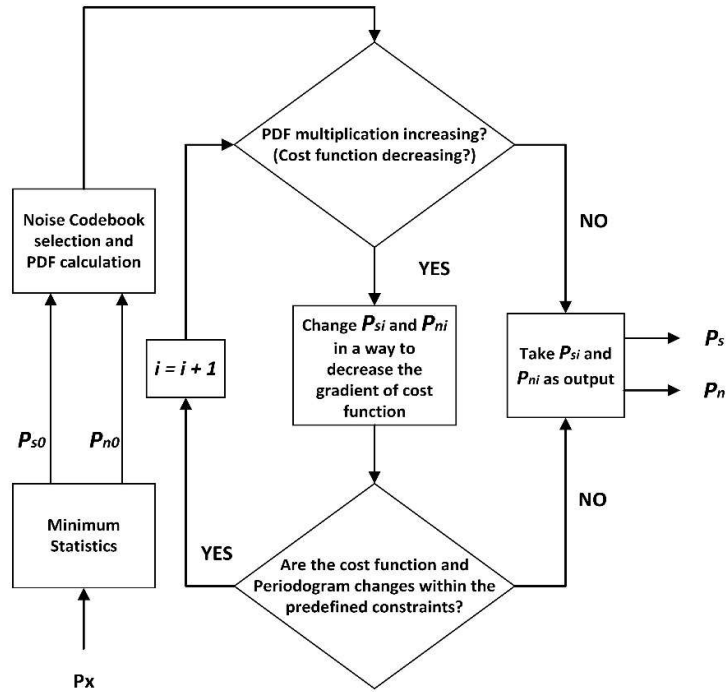 PDF multiplication increasing?
(Cost function decreasing?)
NO
YES
Noise Codebook
selection and
PDF calculation
Change Psi and Pni
in a way to
decrease the
gradient of cost
function
i = i + 1
Take Psi and
Pni as output
Ps
Pn
Ps0
Pn0
Minimum
Statistics
YES
NO
Are the cost function and
Periodogram changes within the
predefined constraints?
Px